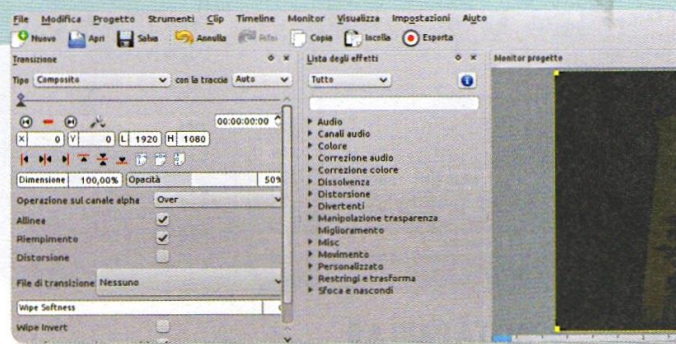 File Modifica Progetto Strumenti Clip Timeline Monitor Visualizza Impostazioni Aiuto
Nuovo Apri Salva Annulla Rifai Copia Incolla Esporta
Transizione
Tipo Composito con la traccia Auto
00:00:00:00
X 0 Y 0 L 1920 H 1080
Dimensione 100,00% Opacità 50%
Operazione sul canale alpha Over
Allinea
Riempimento
Distorsione
File di transizione Nessuno
Wipe Softness
Wipe Invert
Lista degli effetti
Tutto
Audio
Canali audio
Colore
Correzione audio
Correzione colore
Dissolvenza
Distorsione
Divertenti
Manipolazione trasparenza
Miglioramento
Misc
Movimento
Personalizzato
Restringi e trasforma
Sfoca e nascondi
Monitor progetto